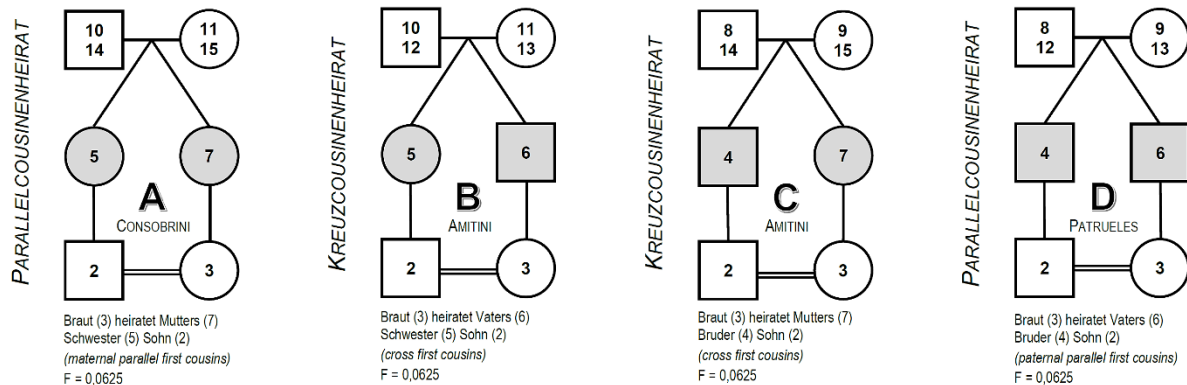 PARALLELCOUSINENHEIRAT
10
14
11
15
5
7
A
CONSOBRINI
2
3
Braut (3) heiratet Mutters (7)
Schwester (5) Sohn (2)
(maternal parallel first cousins)
F = 0,0625
KREUZCOUSINENHEIRAT
10
12
11
13
5
6
B
AMITINI
2
3
Braut (3) heiratet Vaters (6)
Schwester (5) Sohn (2)
(cross first cousins)
F = 0,0625
KREUZCOUSINENHEIRAT
8
14
9
15
4
7
C
AMITINI
2
3
Braut (3) heiratet Mutters (7)
Bruder (4) Sohn (2)
(cross first cousins)
F = 0,0625
PARALLELCOUSINENHEIRAT
8
12
9
13
4
6
D
PATRUELES
2
3
Braut (3) heiratet Vaters (6)
Bruder (4) Sohn (2)
(paternal parallel first cousins)
F = 0,0625